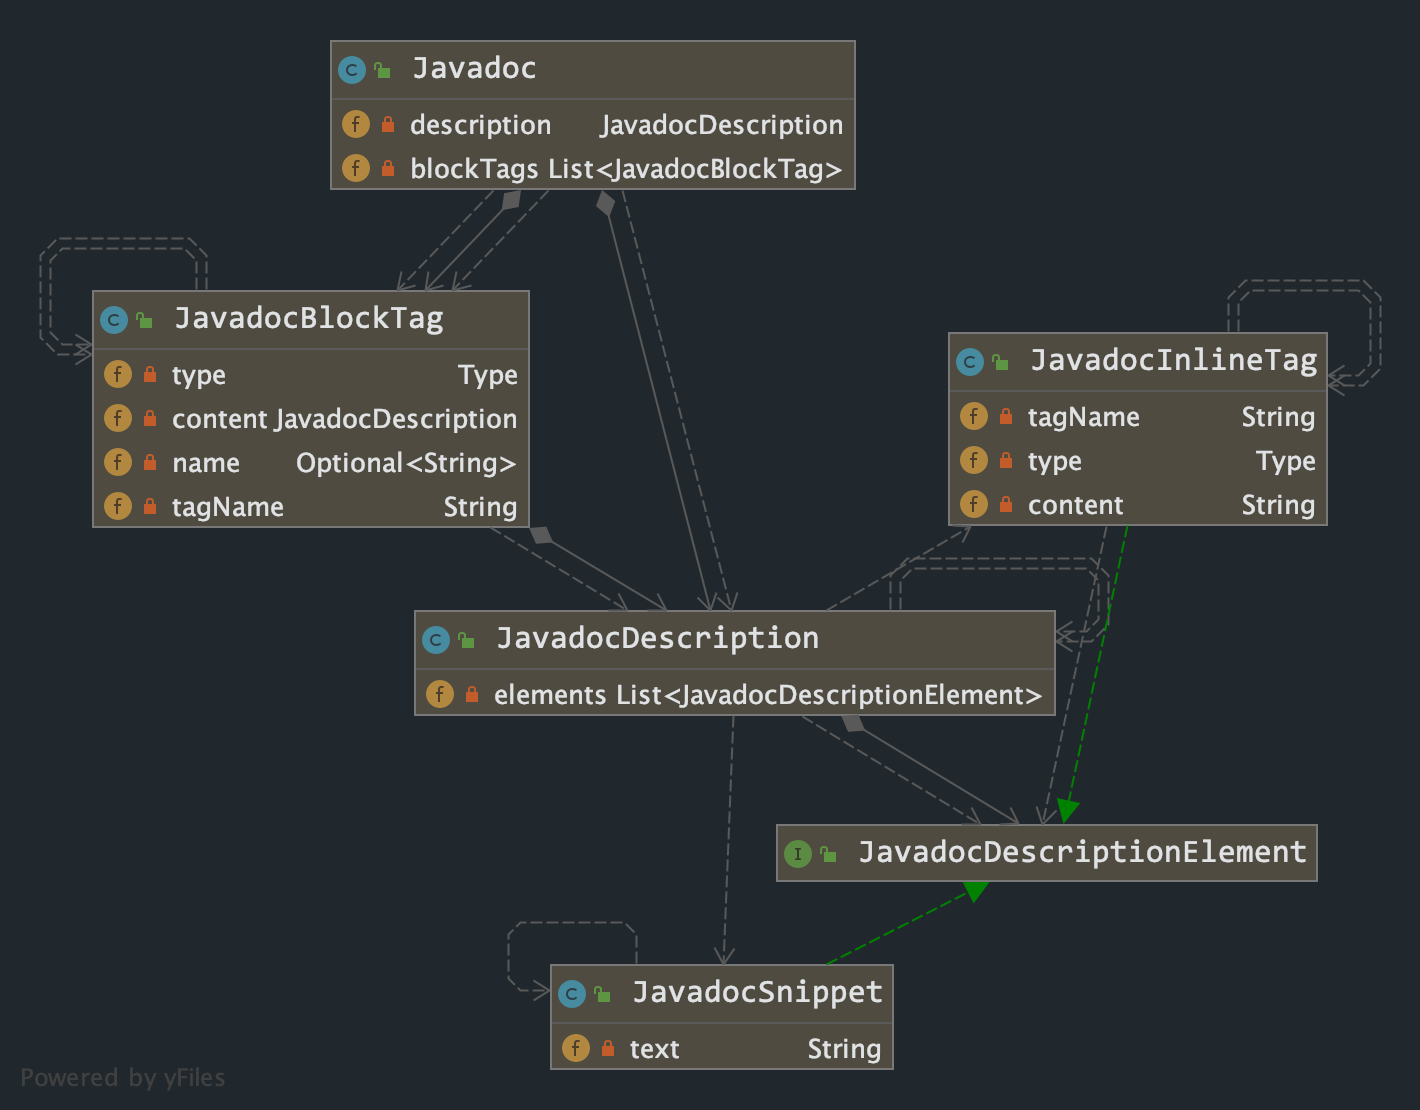 Javadoc
description JavadocDescription
blockTags List<JavadocBlockTag>
JavadocBlockTag
type Type
content JavadocDescription
name Optional<String>
tagName String
JavadocInlineTag
tagName String
type Type
content String
JavadocDescription
elements List<JavadocDescriptionElement>
JavadocDescriptionElement
JavadocSnippet
text String
Powered by yFiles